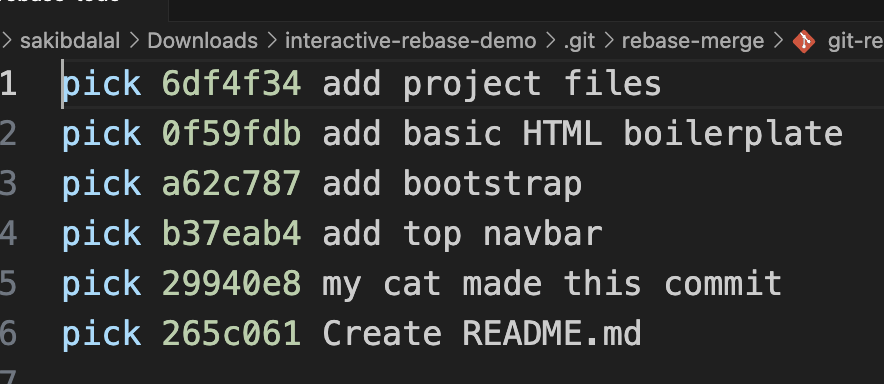 > sakibdalal > Downloads > interactive-rebase-demo > .git > rebase-merge > git-re
1 pick 6df4f34 add project files
2 pick 0f59fdb add basic HTML boilerplate
3 pick a62c787 add bootstrap
4 pick b37eab4 add top navbar
5 pick 29940e8 my cat made this commit
6 pick 265c061 Create README.md
7